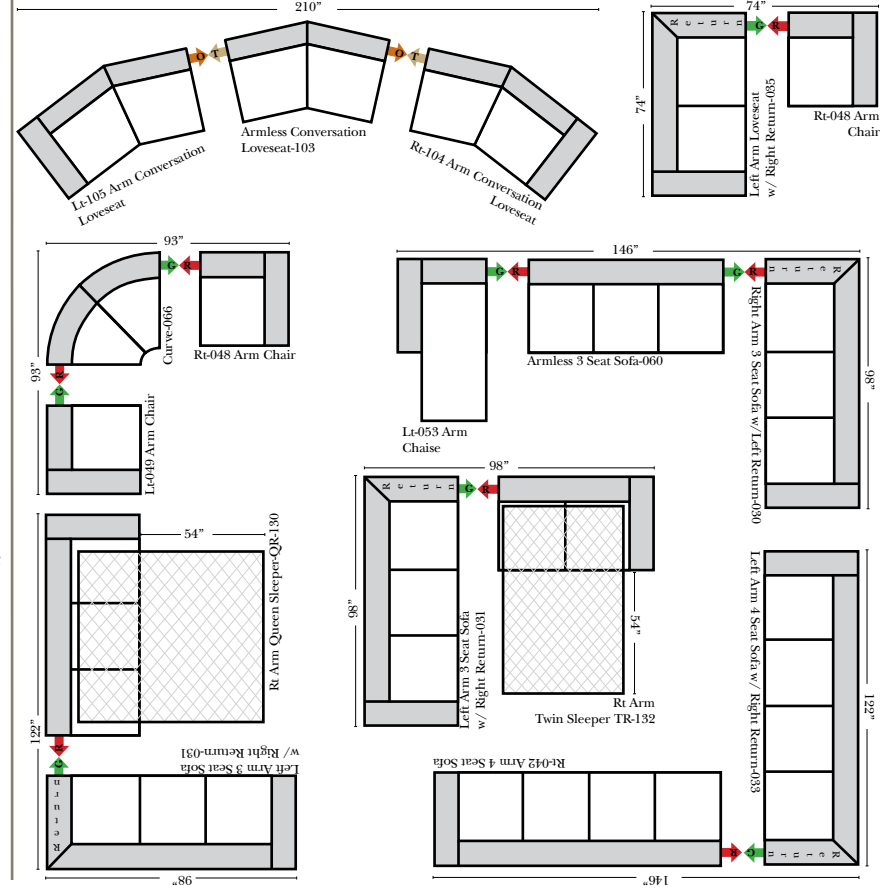 210”
O T
O T
Lt-105 Arm Conversation
Loveseat
Armless Conversation
Loveseat-103
Rt-104 Arm Conversation
Loveseat
74”
Return
G R
74”
Left Arm Loveseat
w/ Right Return-035
Rt-048 Arm
Chair
93”
G R
93”
Curve-066
Rt-048 Arm Chair
R
G
Lt-049 Arm Chair
146”
G R
G R
Return
Armless 3 Seat Sofa-060
Lt-053 Arm
Chaise
Right Arm 3 Seat Sofa w/ Left Return-030
98”
98”
Return
G R
98”
Left Arm 3 Seat Sofa
w/ Right Return-031
54”
Rt Arm
Twin Sleeper TR-132
54”
Rt Arm Queen Sleeper-QR-130
122”
R
G
Left Arm 3 Seat Sofa
w/ Right Return-031
Return
98”
Left Arm 4 Seat Sofa w/ Right Return-033
122”
Rt-042 Arm 4 Seat Sofa
R G
Return
146”